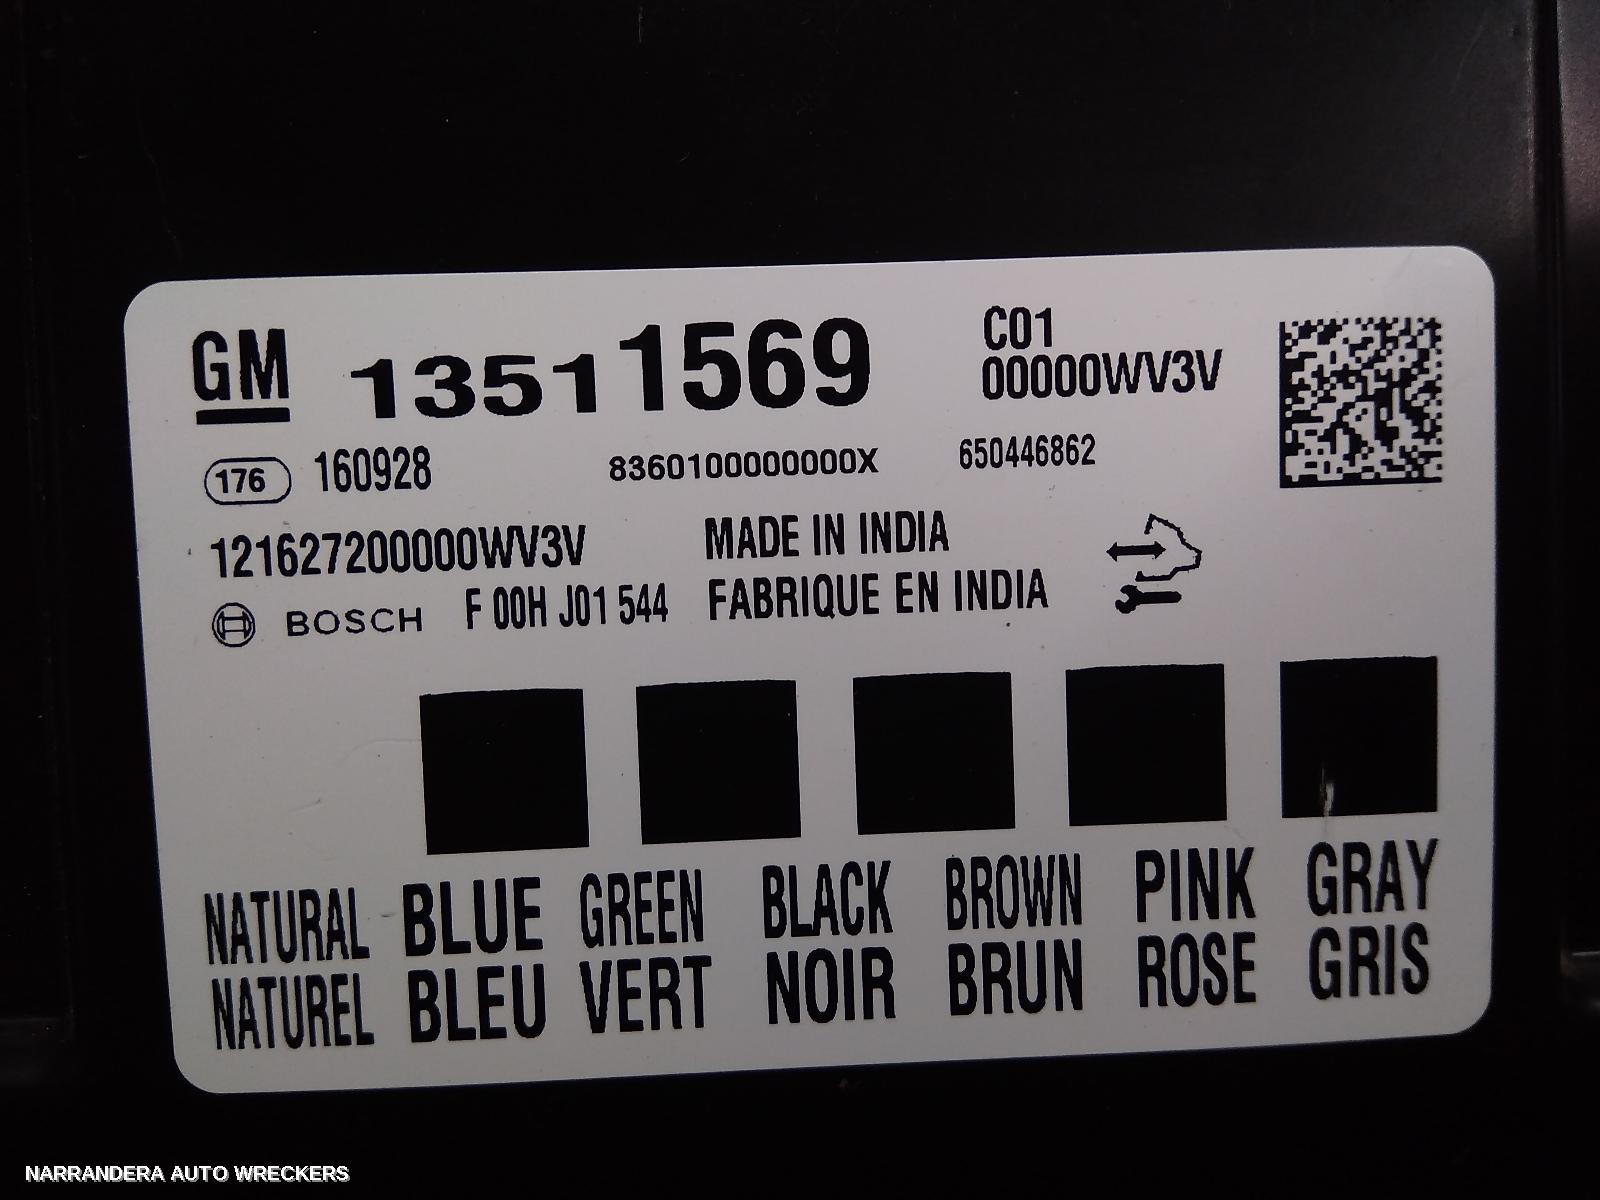 GM 13511569 C01
00000WV3V
176 160928 8360100000000X 650446862
121627200000WV3V MADE IN INDIA
BOSCH F 00H J01 544 FABRIQUE EN INDIA
NATURAL BLUE GREEN BLACK BROWN PINK GRAY
NATUREL BLEU VERT NOIR BRUN ROSE GRIS
NARRANDERA AUTO WRECKERS